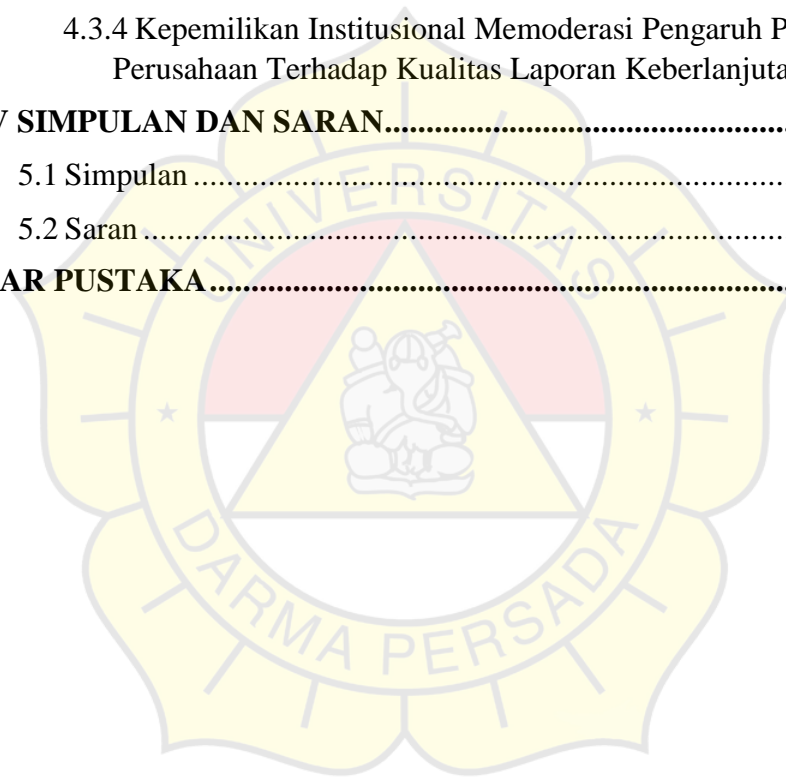 4.3.4 Kepemilikan Institusional Memoderasi Pengaruh P
Perusahaan Terhadap Kualitas Laporan Keberlanjuta
V SIMPULAN DAN SARAN...............................................
5.1 Simpulan ......................................................................
5.2 Saran ...........................................................................
AR PUSTAKA ..................................................................
UNIVERSITAS
DARMA PERSADA